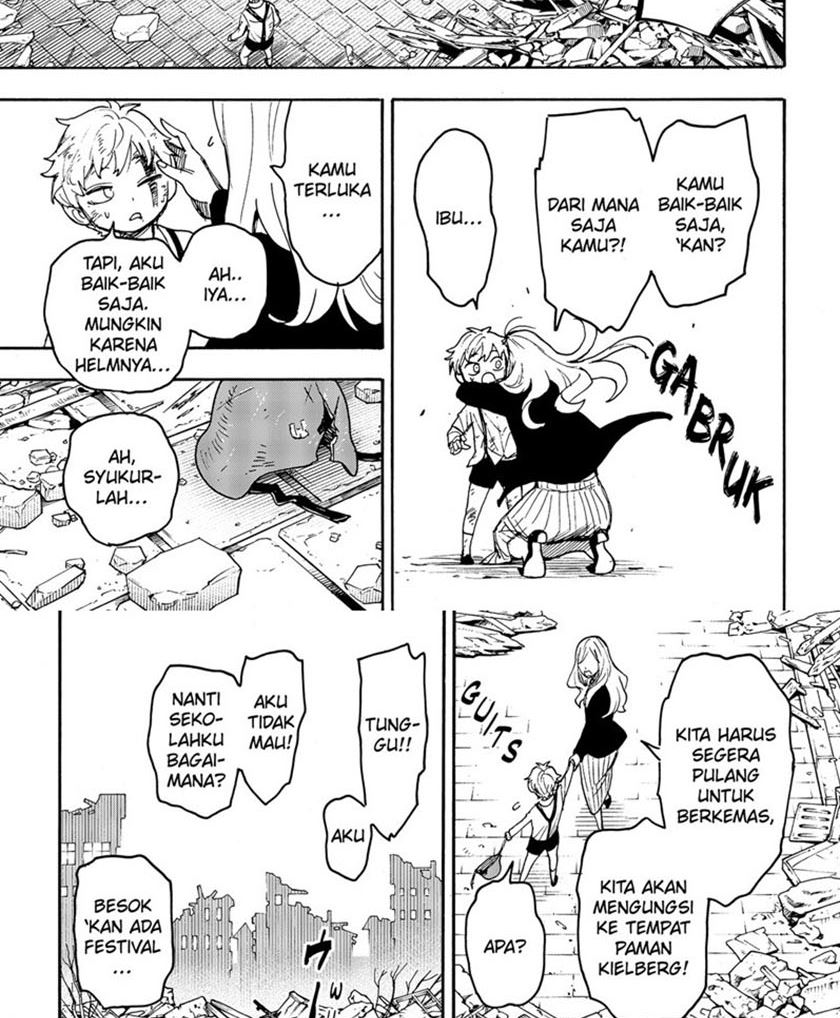 KAMU
BAIK-BAIK
SAJA,
'KAN?
DARI MANA
SAJA
KAMU?!
IBU...
GABRUK
KAMU
TERLUKA
...
AH..
IYA...
TAPI, AKU
BAIK-BAIK
SAJA.
MUNGKIN
KARENA
HELMNYA...
AH,
SYUKUR-
LAH...
KITA HARUS
SEGERA
PULANG
UNTUK
BERKEMAS,
KITA AKAN
MENGUNGSI
KE TEMPAT
PAMAN
KIELBERG!
GUITS
APA?
TUNG-
GU!!
AKU
AKU
TIDAK
MAU!
NANTI
SEKO-
LAHKU
BAGAI-
MANA?
BESOK
'KAN ADA
FESTIVAL
...